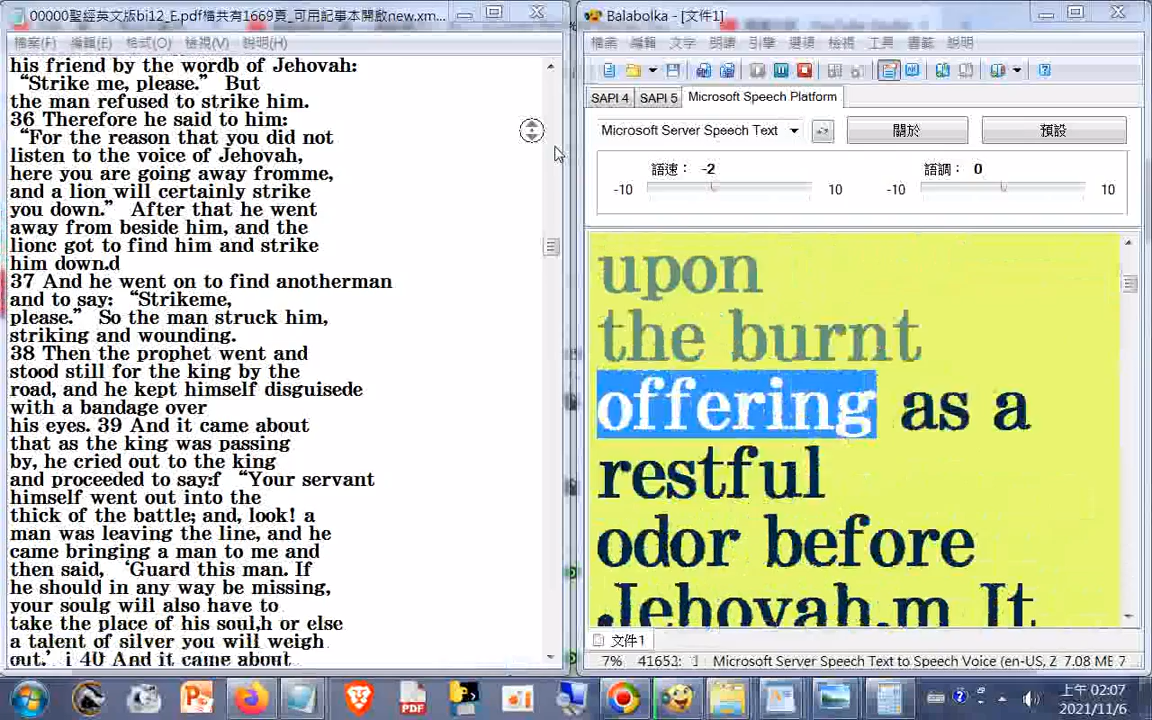 00000聖經英文版bi12_E.pdf檔共有1669頁_可用記事本開啟new.xm...
檔案(F) 編輯(E) 格式(O) 檢視(V) 說明(H)
his friend by the wordb of Jehovah:
“Strike me, please.” But
the man refused to strike him.
36 Therefore he said to him:
“For the reason that you did not
listen to the voice of Jehovah,
here you are going away fromme,
and a lion will certainly strike
you down.” After that he went
away from beside him, and the
lionc got to find him and strike
him down.d
37 And he went on to find anotherman
and to say: “Strikeme,
please.” So the man struck him,
striking and wounding.
38 Then the prophet went and
stood still for the king by the
road, and he kept himself disguisede
with a bandage over
his eyes. 39 And it came about
that as the king was passing
by, he cried out to the king
and proceeded to say:f “Your servant
himself went out into the
thick of the battle; and, look! a
man was leaving the line, and he
came bringing a man to me and
then said, ‘Guard this man. If
he should in any way be missing,
your soulg will also have to
take the place of his soul,h or else
a talent of silver you will weigh
out.’ i 40 And it came about
Balabolka - [文件1]
檔案 編輯 文字 朗讀 引擎 選項 檢視 工具 書籤 說明
SAPI 4 SAPI 5 Microsoft Speech Platform
Microsoft Server Speech Text 關於 預設
語速： -2 語調： 0
-10 10 -10 10
upon
the burnt
offering as a
restful
odor before
Jehovah.m It
文件1
7% 41652: 1 Microsoft Server Speech Text to Speech Voice (en-US, Z 7.08 MB 7
PDF
上午 02:07
2021/11/6